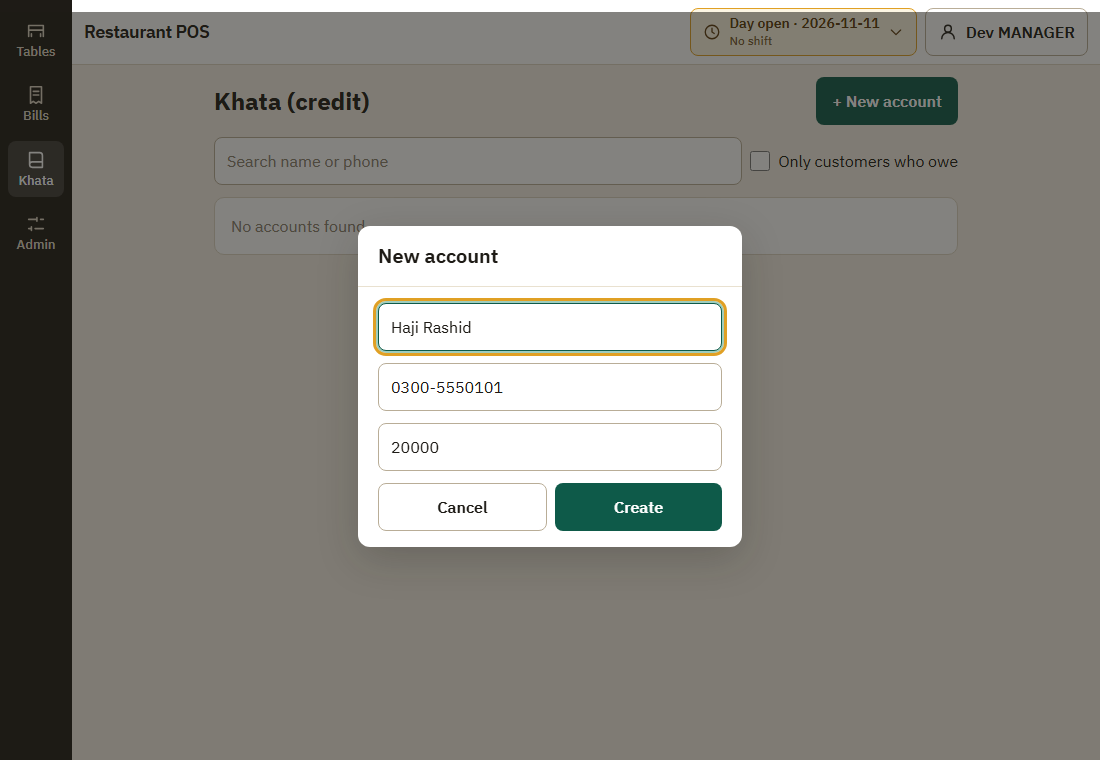 Tables
Bills
Khata
Admin
Restaurant POS
Day open · 2026-11-11
No shift
Dev MANAGER
Khata (credit)
+ New account
Search name or phone
Only customers who owe
No accounts found
New account
Haji Rashid
0300-5550101
20000
Cancel
Create